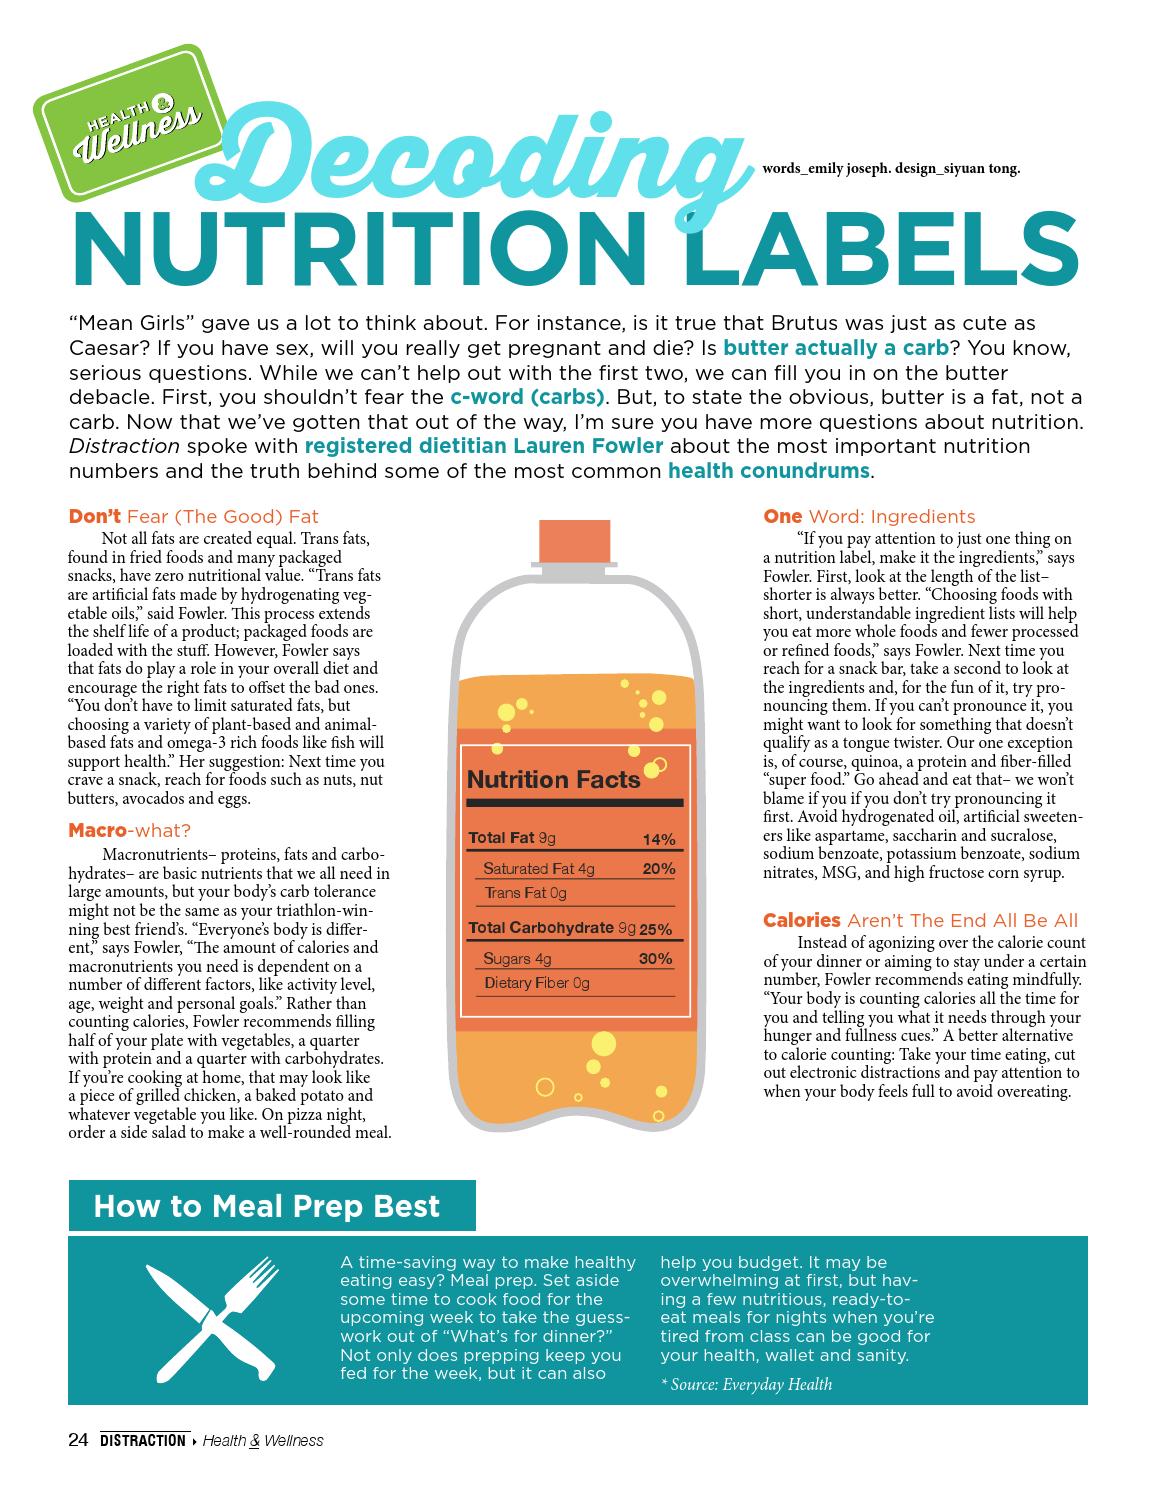 HEALTH &
Wellness
Decoding
words_emily joseph. design_siyuan tong.
NUTRITION LABELS
“Mean Girls” gave us a lot to think about. For instance, is it true that Brutus was just as cute as
Caesar? If you have sex, will you really get pregnant and die? Is butter actually a carb? You know,
serious questions. While we can’t help out with the first two, we can fill you in on the butter
debacle. First, you shouldn’t fear the c-word (carbs). But, to state the obvious, butter is a fat, not a
carb. Now that we’ve gotten that out of the way, I’m sure you have more questions about nutrition.
Distraction spoke with registered dietitian Lauren Fowler about the most important nutrition
numbers and the truth behind some of the most common health conundrums.
Don’t Fear (The Good) Fat
Not all fats are created equal. Trans fats,
found in fried foods and many packaged
snacks, have zero nutritional value. “Trans fats
are artificial fats made by hydrogenating veg-
etable oils,” said Fowler. This process extends
the shelf life of a product; packaged foods are
loaded with the stuff. However, Fowler says
that fats do play a role in your overall diet and
encourage the right fats to offset the bad ones.
“You don’t have to limit saturated fats, but
choosing a variety of plant-based and animal-
based fats and omega-3 rich foods like fish will
support health.” Her suggestion: Next time you
crave a snack, reach for foods such as nuts, nut
butters, avocados and eggs.
Macro-what?
Macronutrients– proteins, fats and carbo-
hydrates– are basic nutrients that we all need in
large amounts, but your body’s carb tolerance
might not be the same as your triathlon-win-
ning best friend’s. “Everyone’s body is differ-
ent,” says Fowler, “The amount of calories and
macronutrients you need is dependent on a
number of different factors, like activity level,
age, weight and personal goals.” Rather than
counting calories, Fowler recommends filling
half of your plate with vegetables, a quarter
with protein and a quarter with carbohydrates.
If you’re cooking at home, that may look like
a piece of grilled chicken, a baked potato and
whatever vegetable you like. On pizza night,
order a side salad to make a well-rounded meal.
Nutrition Facts
Total Fat 9g 14%
Saturated Fat 4g 20%
Trans Fat 0g
Total Carbohydrate 9g 25%
Sugars 4g 30%
Dietary Fiber 0g
One Word: Ingredients
“If you pay attention to just one thing on
a nutrition label, make it the ingredients,” says
Fowler. First, look at the length of the list–
shorter is always better. “Choosing foods with
short, understandable ingredient lists will help
you eat more whole foods and fewer processed
or refined foods,” says Fowler. Next time you
reach for a snack bar, take a second to look at
the ingredients and, for the fun of it, try pro-
nouncing them. If you can’t pronounce it, you
might want to look for something that doesn’t
qualify as a tongue twister. Our one exception
is, of course, quinoa, a protein and fiber-filled
“super food.” Go ahead and eat that– we won’t
blame if you if you don’t try pronouncing it
first. Avoid hydrogenated oil, artificial sweeten-
ers like aspartame, saccharin and sucralose,
sodium benzoate, potassium benzoate, sodium
nitrates, MSG, and high fructose corn syrup.
Calories Aren’t The End All Be All
Instead of agonizing over the calorie count
of your dinner or aiming to stay under a certain
number, Fowler recommends eating mindfully.
“Your body is counting calories all the time for
you and telling you what it needs through your
hunger and fullness cues.” A better alternative
to calorie counting: Take your time eating, cut
out electronic distractions and pay attention to
when your body feels full to avoid overeating.
How to Meal Prep Best
A time-saving way to make healthy
eating easy? Meal prep. Set aside
some time to cook food for the
upcoming week to take the guess-
work out of “What’s for dinner?”
Not only does prepping keep you
fed for the week, but it can also
help you budget. It may be
overwhelming at first, but hav-
ing a few nutritious, ready-to-
eat meals for nights when you’re
tired from class can be good for
your health, wallet and sanity.
* Source: Everyday Health
24 DISTRACTION Health & Wellness